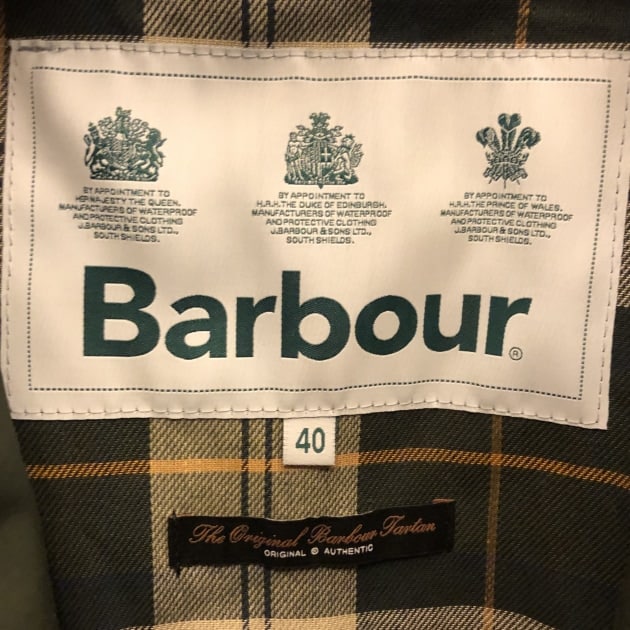 BY APPOINTMENT TO
HER MAJESTY THE QUEEN.
MANUFACTURERS OF WATERPROOF
AND PROTECTIVE CLOTHING
J.BARBOUR & SONS LTD.,
SOUTH SHIELDS.
BY APPOINTMENT TO
H.R.H. THE DUKE OF EDINBURGH.
MANUFACTURERS OF WATERPROOF
AND PROTECTIVE CLOTHING
J.BARBOUR & SONS LTD.,
SOUTH SHIELDS.
BY APPOINTMENT TO
H.R.H. THE PRINCE OF WALES.
MANUFACTURERS OF WATERPROOF
AND PROTECTIVE CLOTHING
J.BARBOUR & SONS LTD.,
SOUTH SHIELDS.
Barbour®
40
The Original Barbour Tartan
ORIGINAL @ AUTHENTIC